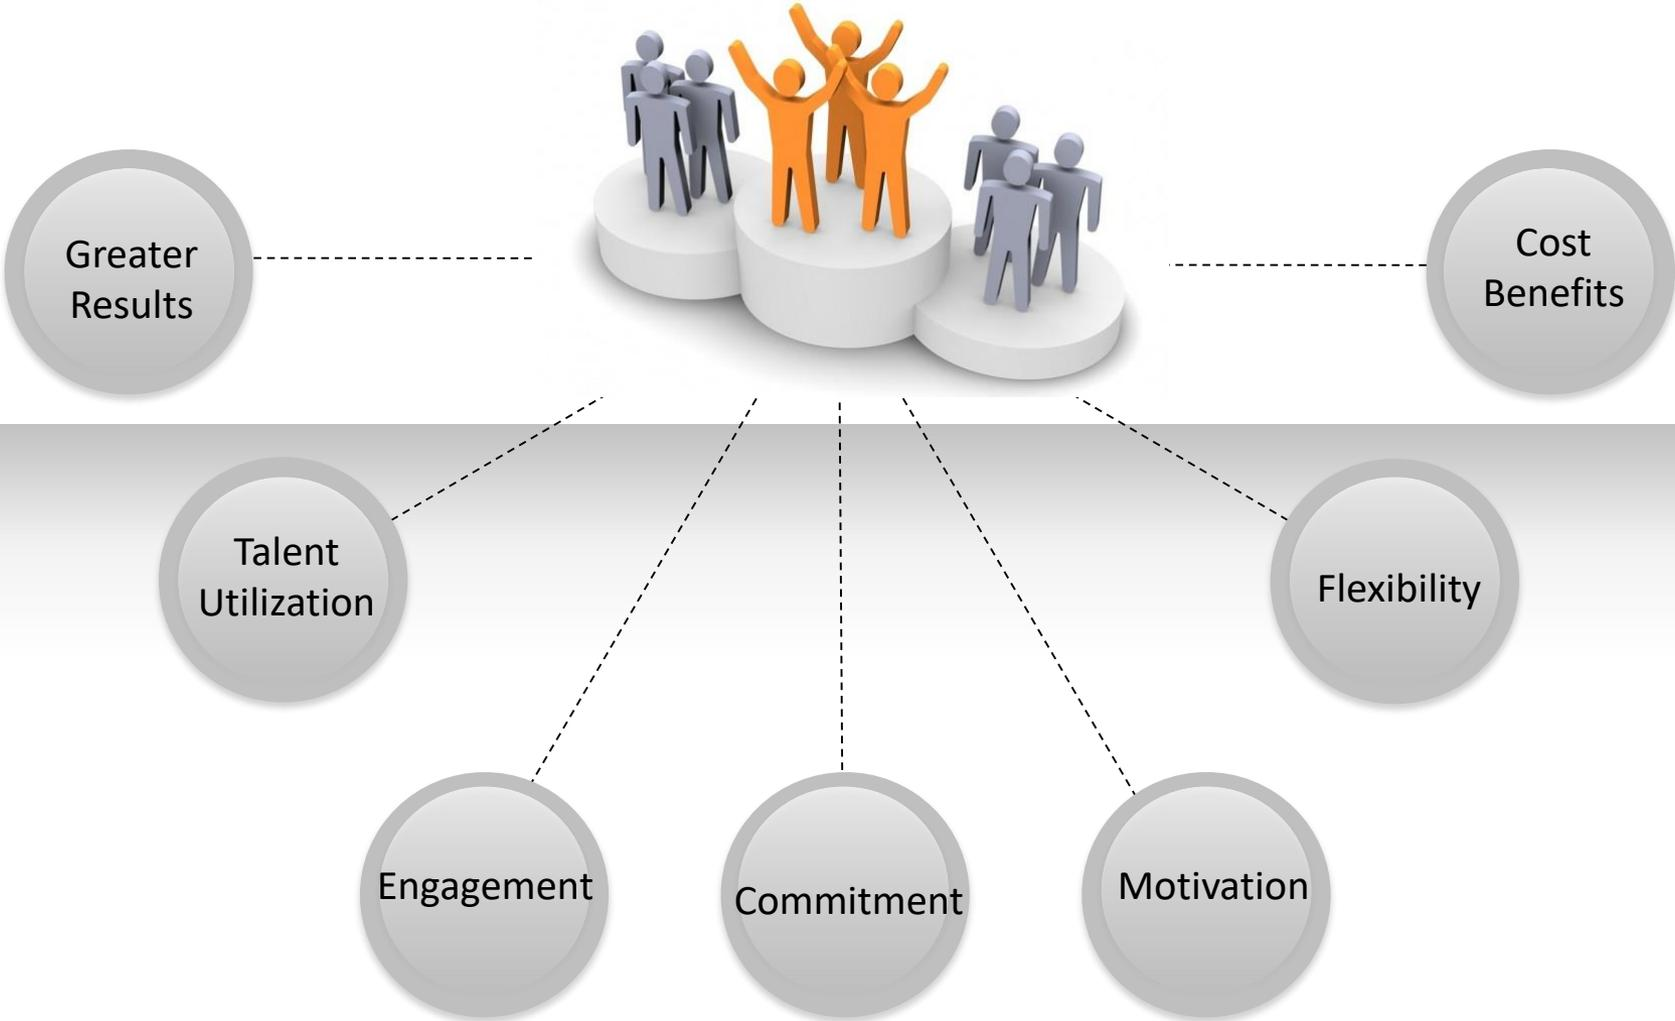 Greater
Results
Cost
Benefits
Talent
Utilization
Flexibility
Engagement
Commitment
Motivation